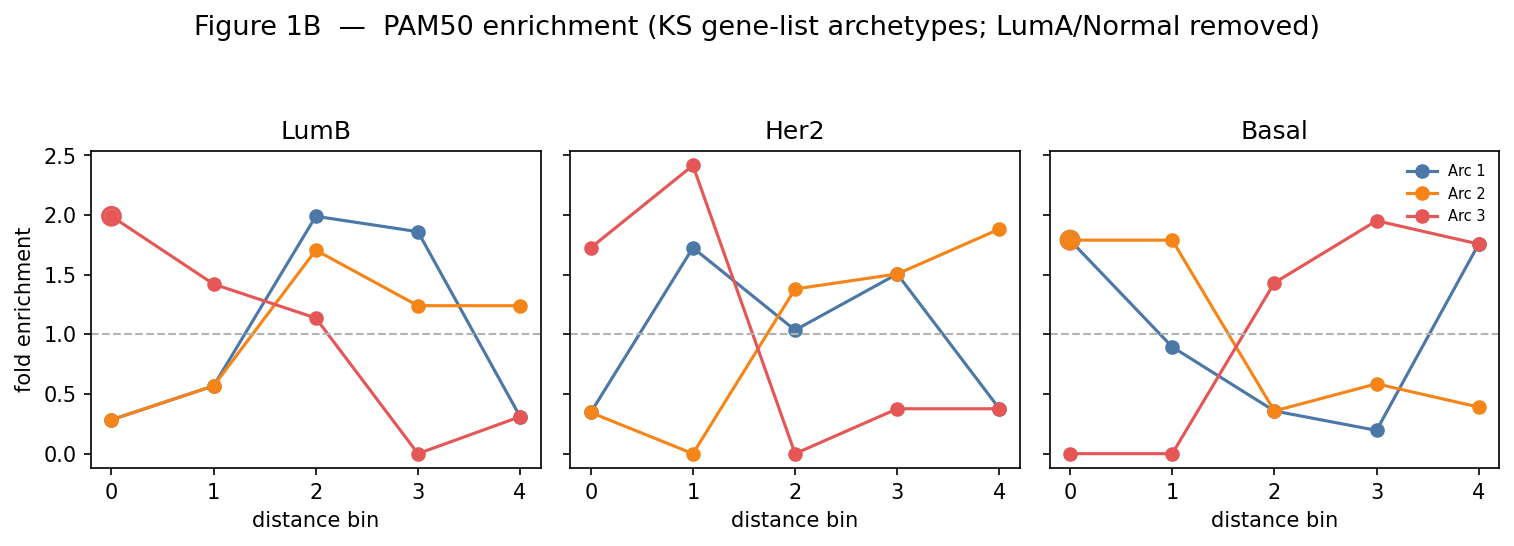 Figure 1B — PAM50 enrichment (KS gene-list archetypes; LumA/Normal removed)
LumB
Her2
Basal
fold enrichment
2.5
2.0
1.5
1.0
0.5
0.0
Arc 1
Arc 2
Arc 3
0 1 2 3 4
0 1 2 3 4
0 1 2 3 4
distance bin
distance bin
distance bin